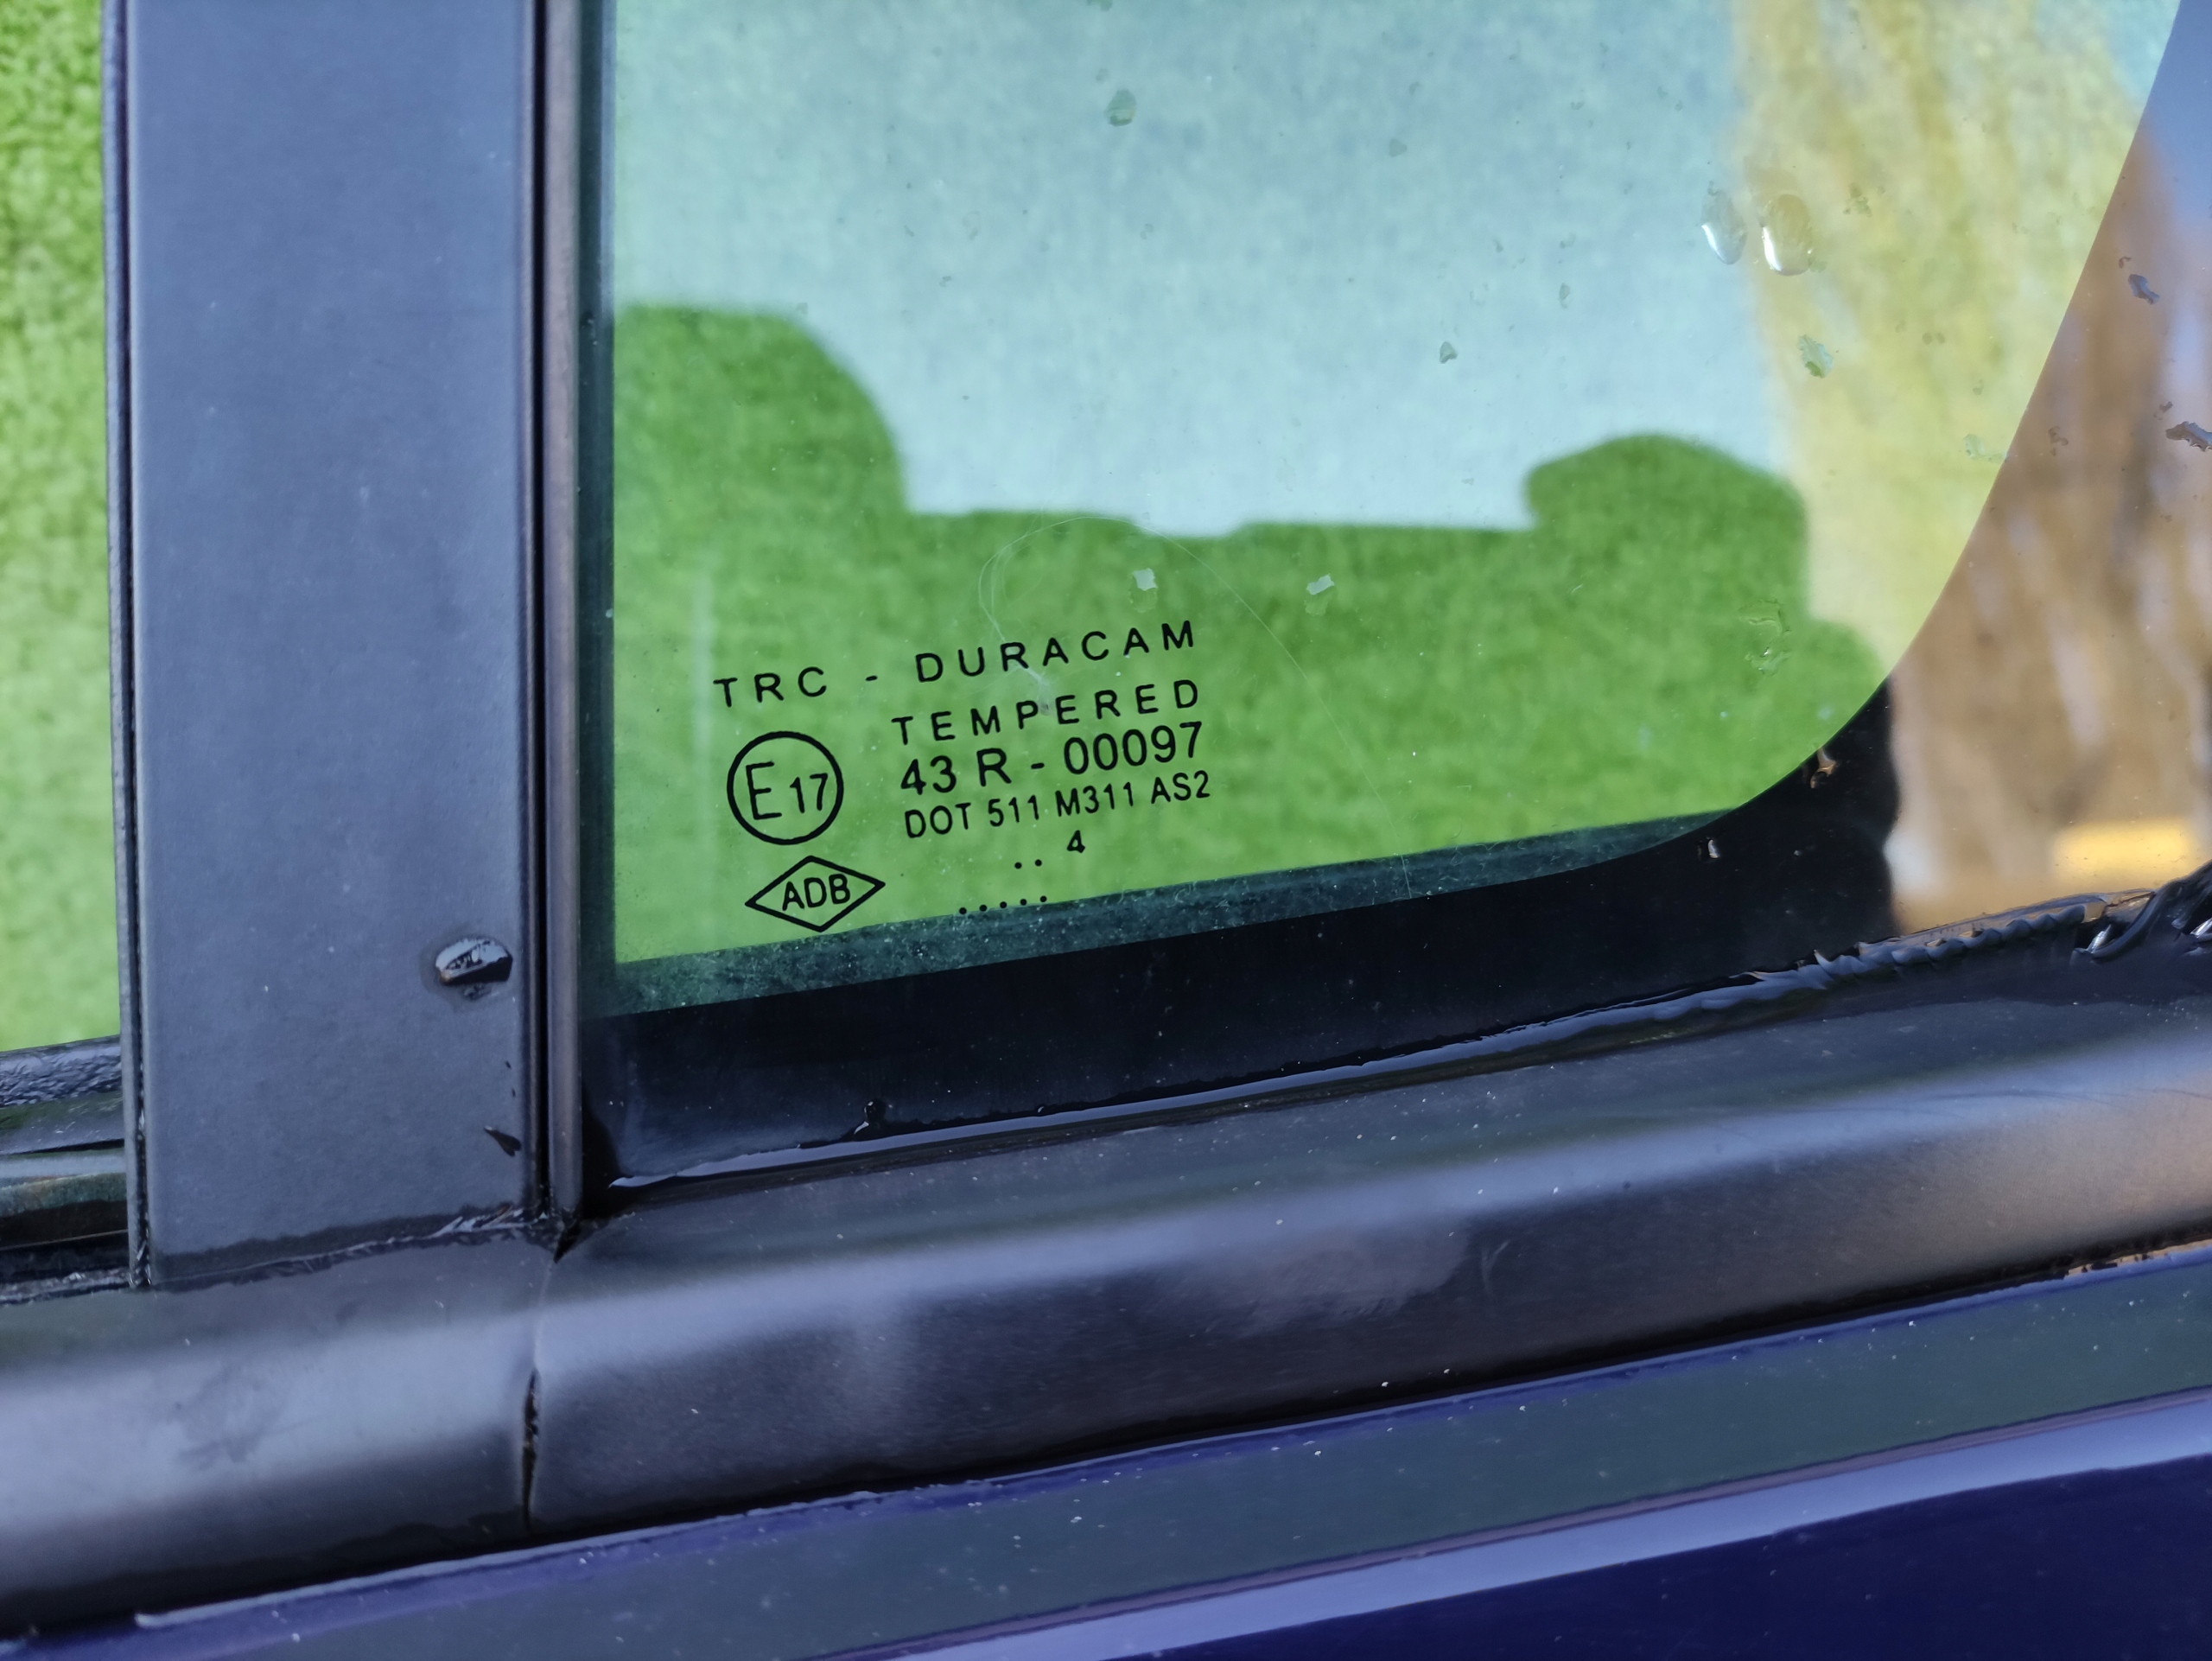 TRC - DURACAM
TEMPERED
E17
43 R - 00097
DOT 511 M311 AS2
.. 4
ADB
.....